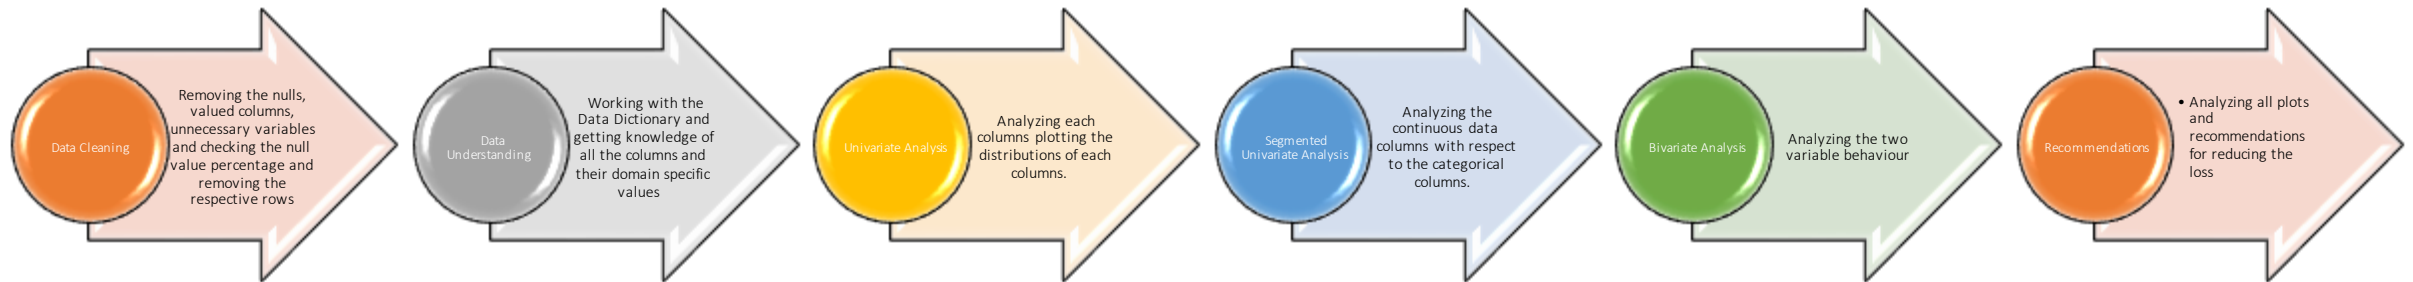 Data Cleaning
Removing the nulls,
valued columns,
unnecessary variables
and checking the null
value percentage and
removing the
respective rows
Data
Understanding
Working with the
Data Dictionary and
getting knowledge of
all the columns and
their domain specific
values
Univariate Analysis
Analyzing each
columns plotting the
distributions of each
columns.
Segmented
Univariate Analysis
Analyzing the
continuous data
columns with respect
to the categorical
columns.
Bivariate Analysis
Analyzing the two
variable behaviour
Recommendations
• Analyzing all plots
and
recommendations
for reducing the
loss